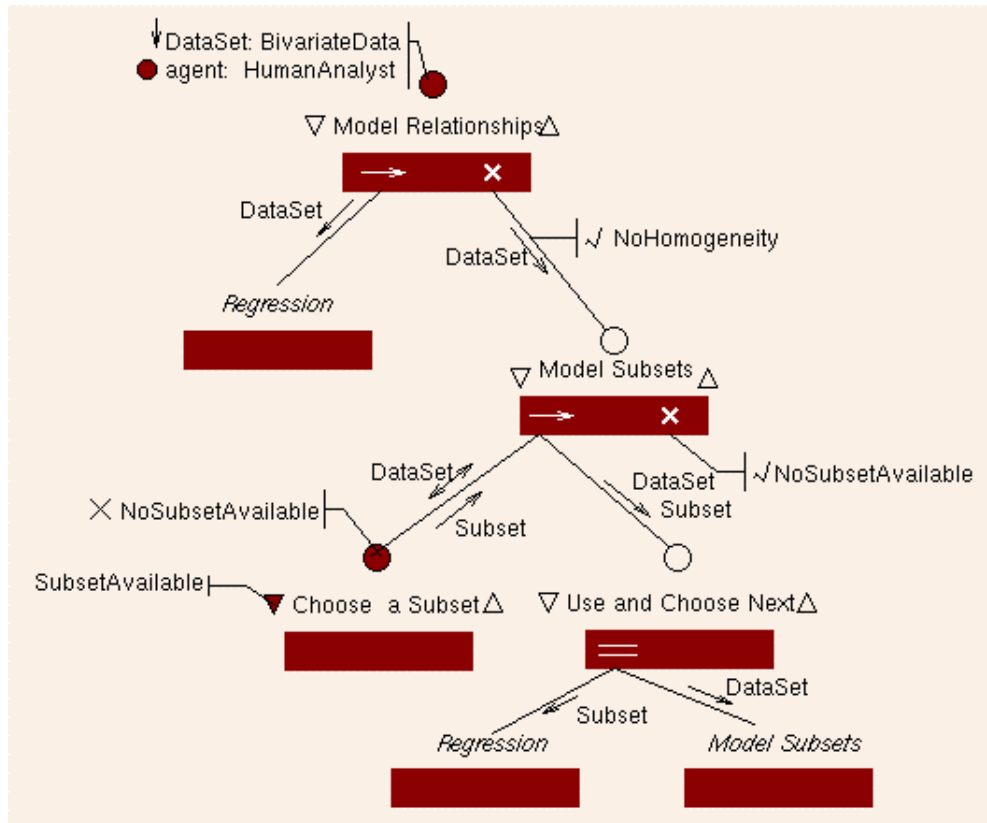 DataSet: BivariateData
agent: HumanAnalyst
Model Relationships
DataSet
NoHomogeneity
DataSet
Regression
Model Subsets
DataSet
NoSubsetAvailable
DataSet
NoSubsetAvailable
Subset
Subset
SubsetAvailable
Choose a Subset
Use and Choose Next
DataSet
Subset
Regression
Model Subsets